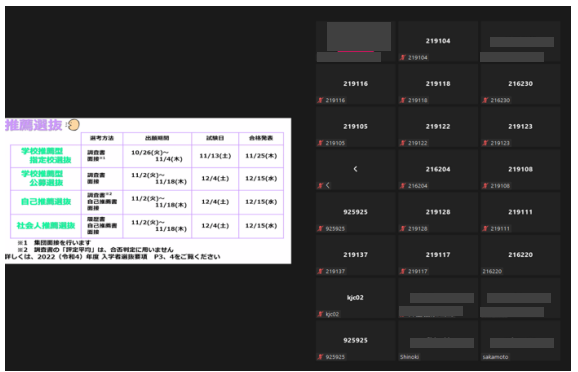 推薦選抜
選考方法 出願期間 試験日 合格発表
学校推薦型 指定校選抜 調査書 面接※1 10/26(火)～ 11/4(木) 11/13(土) 11/25(木)
学校推薦型 公募選抜 調査書 面接 11/2(火)～ 11/18(木) 12/4(土) 12/15(水)
自己推薦選抜 調査書※2 自己推薦書 面接 11/2(火)～ 11/18(木) 12/4(土) 12/15(水)
社会人推薦選抜 履歴書 自己推薦書 面接 11/2(火)～ 11/18(木) 12/4(土) 12/15(水)
※1 集団面接を行います
※2 調査書の「評定平均」は、合否判定に用いません
詳しくは、2022（令和4）年度 入学者選抜要項 P3、4をご覧ください
219104
219104
219116 219118 216230
219116 219118 216230
219105 219122 219123
219105 219122 219123
く 216204 219108
く 216204 219108
925925 219128 219111
925925 219128 219111
219137 219117 216220
219137 219117 216220
kjc02
kjc02
925925
925925 Shinoki sakamoto